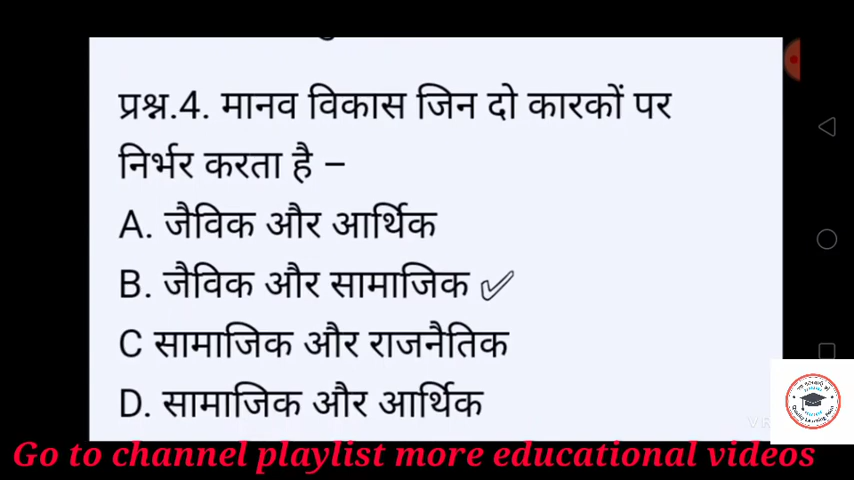 प्रश्न.4. मानव विकास जिन दो कारकों पर
निर्भर करता है –
A. जैविक और आर्थिक
B. जैविक और सामाजिक ✓
C सामाजिक और राजनैतिक
D. सामाजिक और आर्थिक
Go to channel playlist more educational videos